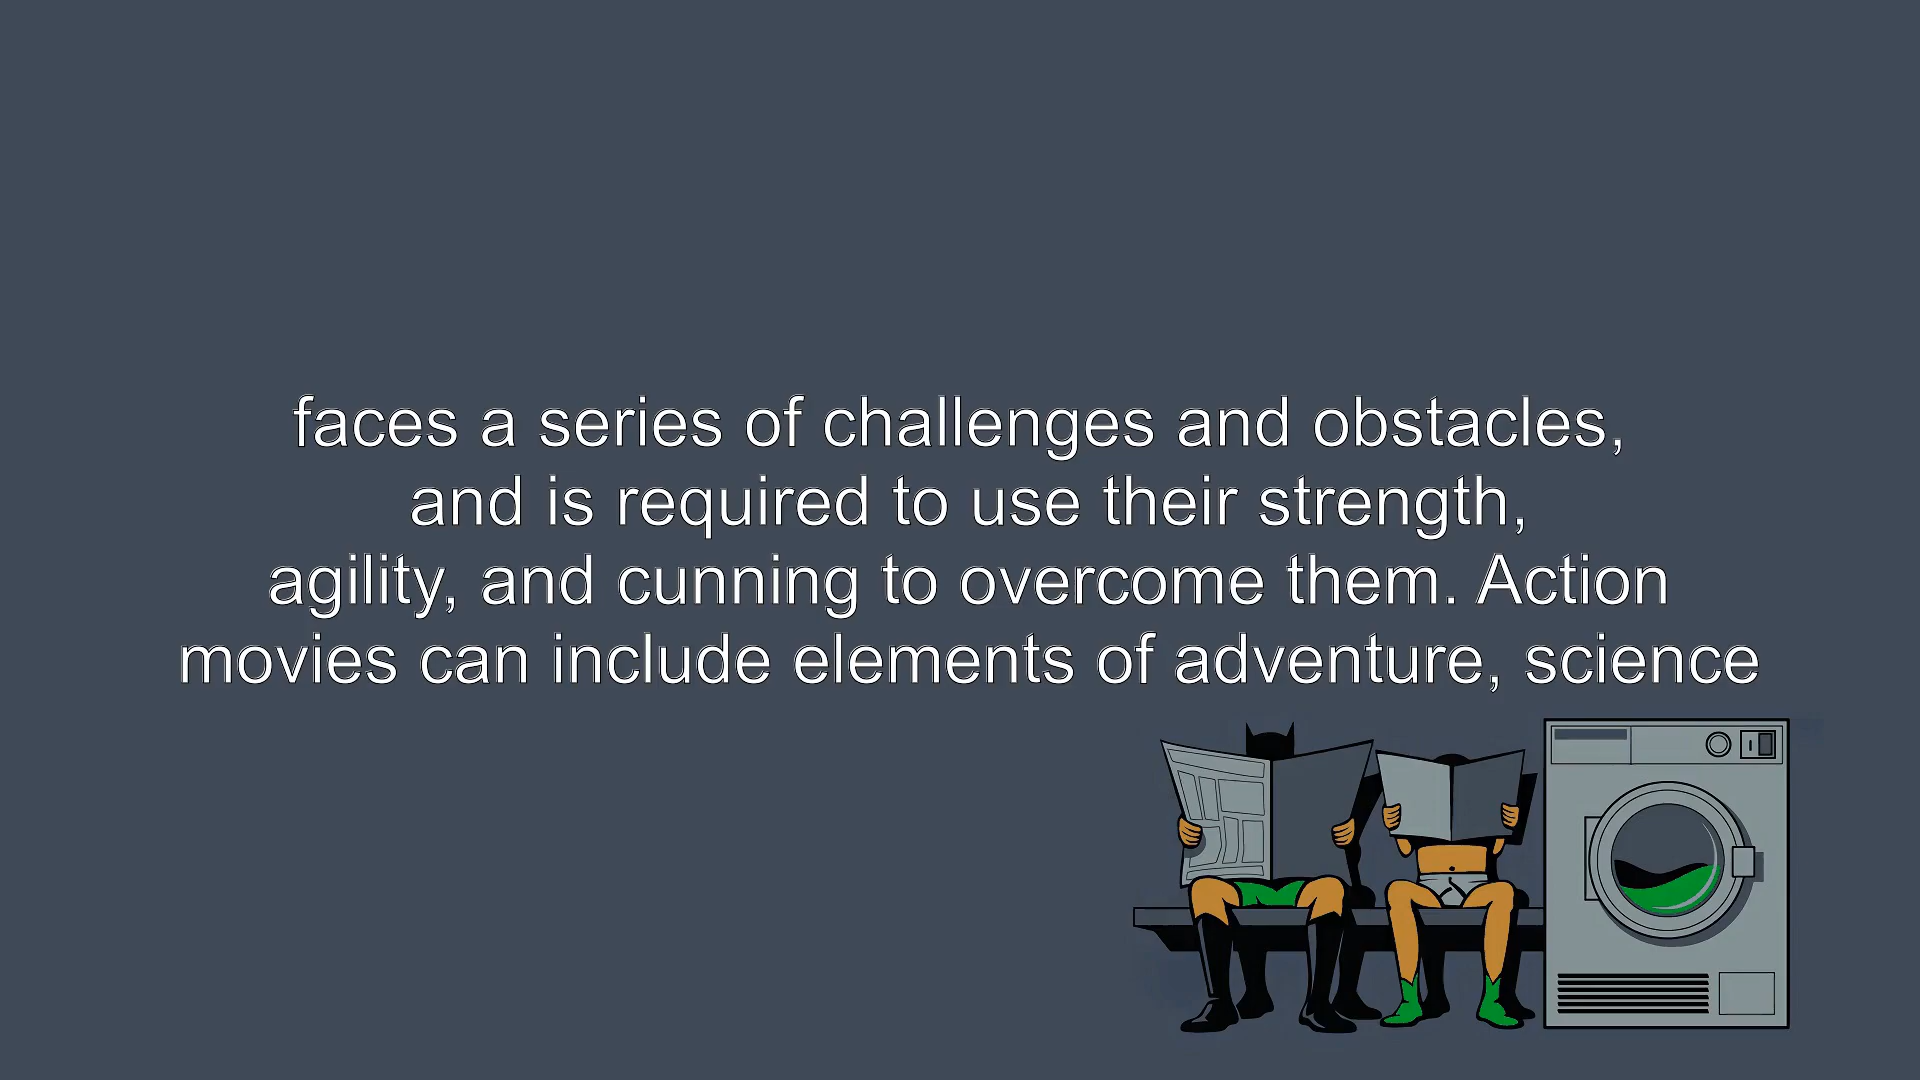 faces a series of challenges and obstacles,
and is required to use their strength,
agility, and cunning to overcome them. Action
movies can include elements of adventure, science